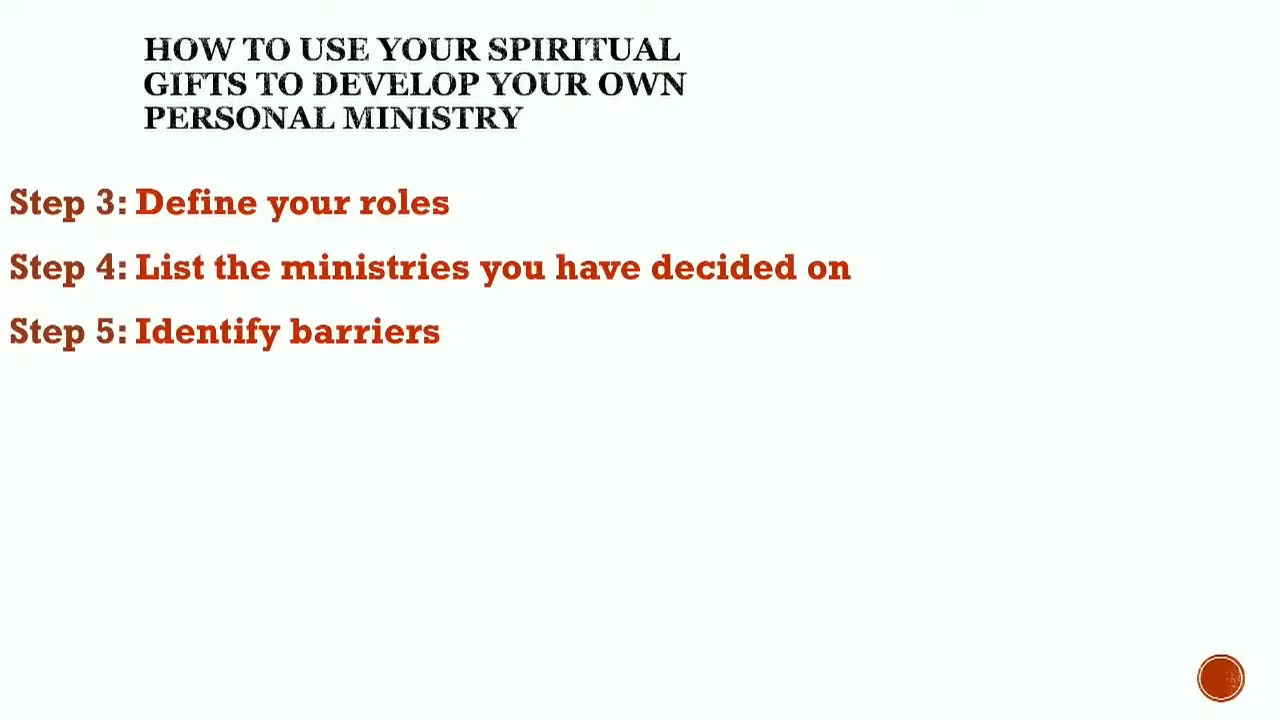 HOW TO USE YOUR SPIRITUAL
GIFTS TO DEVELOP YOUR OWN
PERSONAL MINISTRY
Step 3: Define your roles
Step 4: List the ministries you have decided on
Step 5: Identify barriers